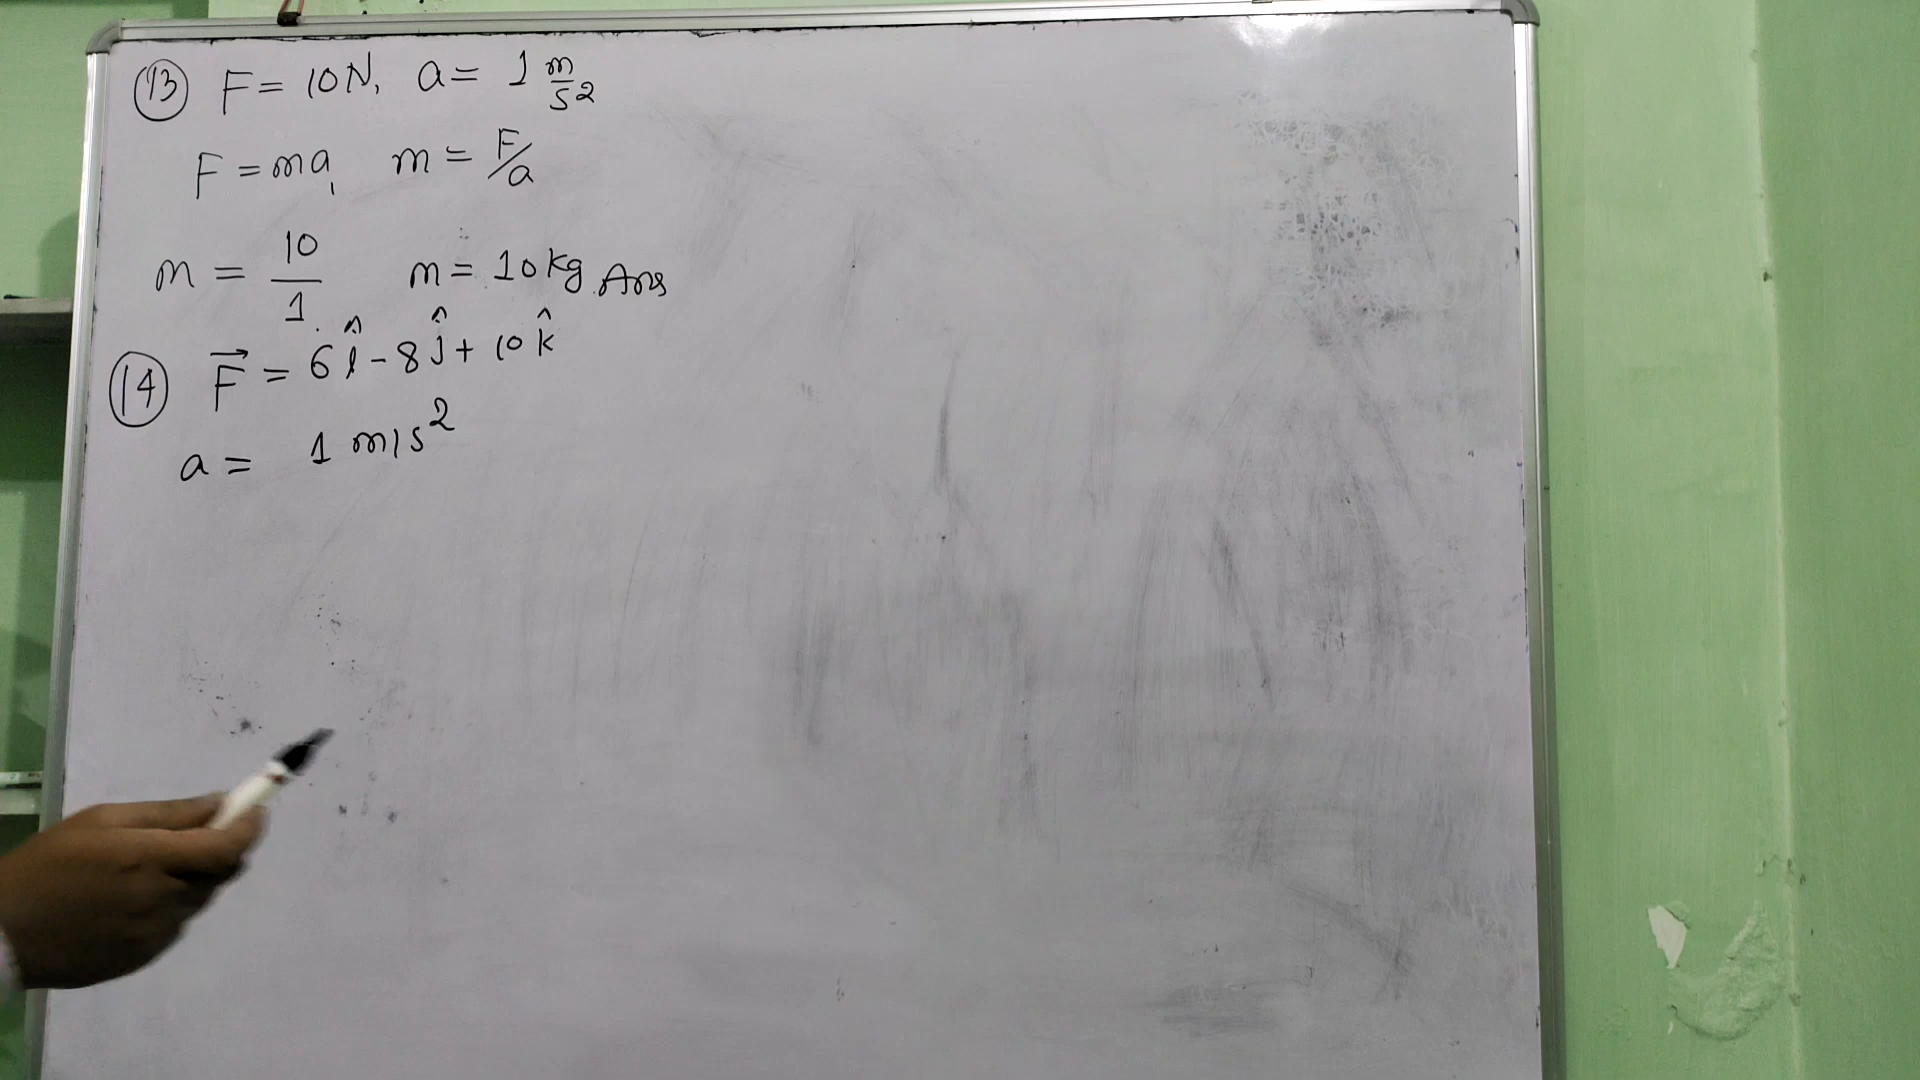 (13) F = 10N, a = 1 m/s2
F = ma, m = F/a
m = 10/1 m = 10kg Ans
(14) F⃗ = 6î - 8ĵ + 10k̂
a = 1 m/s²